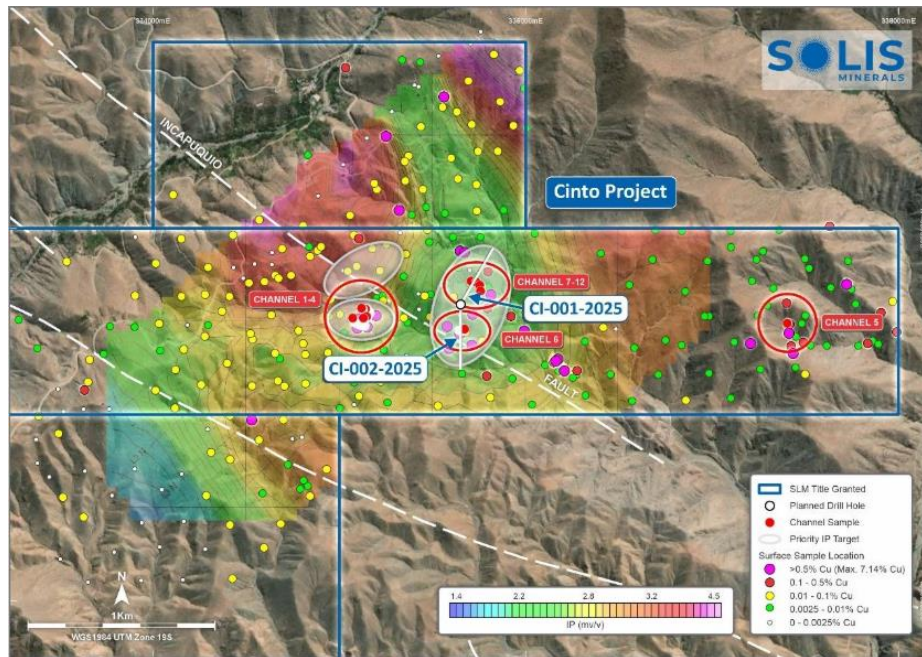 334000mE
336000mE
338000mE
SOLIS
MINERALS
INCAPUQUIO
Cinto Project
CHANNEL 1-4
CHANNEL 7-12
CI-001-2025
CHANNEL 5
CHANNEL 6
CI-002-2025
FAULT
SLM Title Granted
Planned Drill Hole
Channel Sample
Priority IP Target
Surface Sample Location
>0.5% Cu (Max. 7.14% Cu)
0.1 - 0.5% Cu
0.01 - 0.1% Cu
0.0025 - 0.01% Cu
0 - 0.0025% Cu
N
1Km
WGS1984 UTM Zone 19S
1.4 2.2 2.6 3.2 4.5
IP (mv/v)